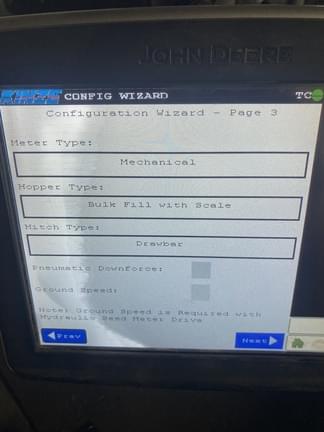 JOHN DEERE
CONFIG WIZARD TC
Configuration Wizard - Page 3
Meter Type:
Mechanical
Hopper Type:
Bulk Fill with Scale
Hitch Type:
Drawbar
Pneumatic Downforce:
Ground Speed:
Note: Ground Speed is Required with
Hydraulic Seed Meter Drive
Prev
Next